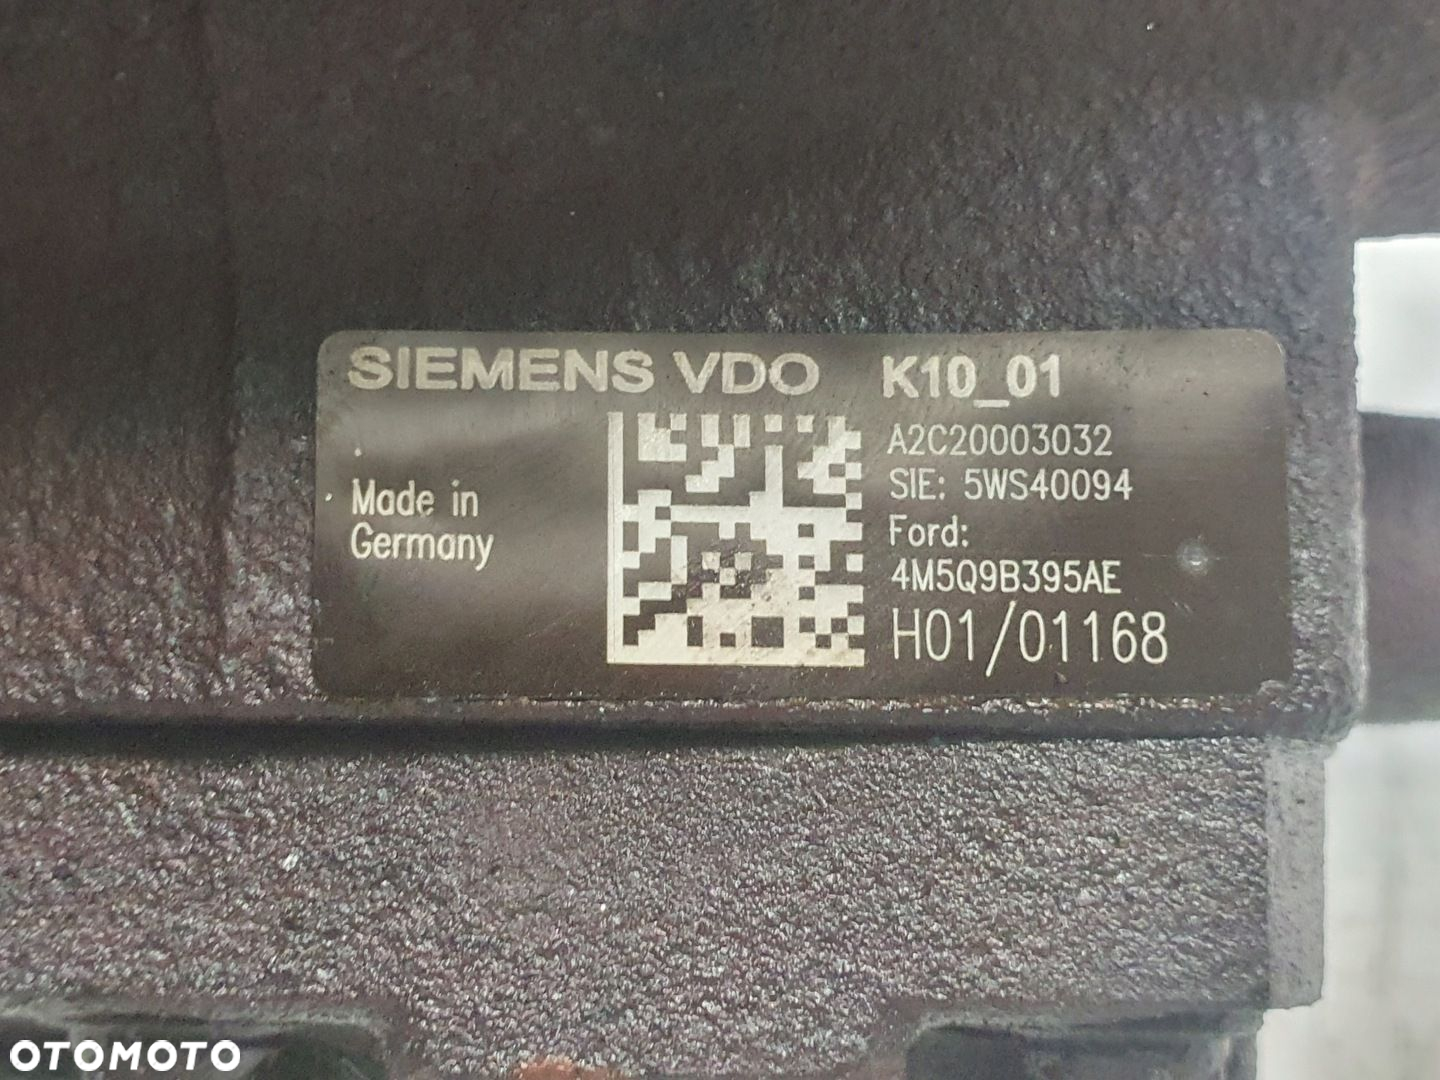 SIEMENS VDO K10_01
A2C20003032
SIE: 5WS40094
Made in
Germany
Ford:
4M5Q9B395AE
H01/01168
OTOMOTO